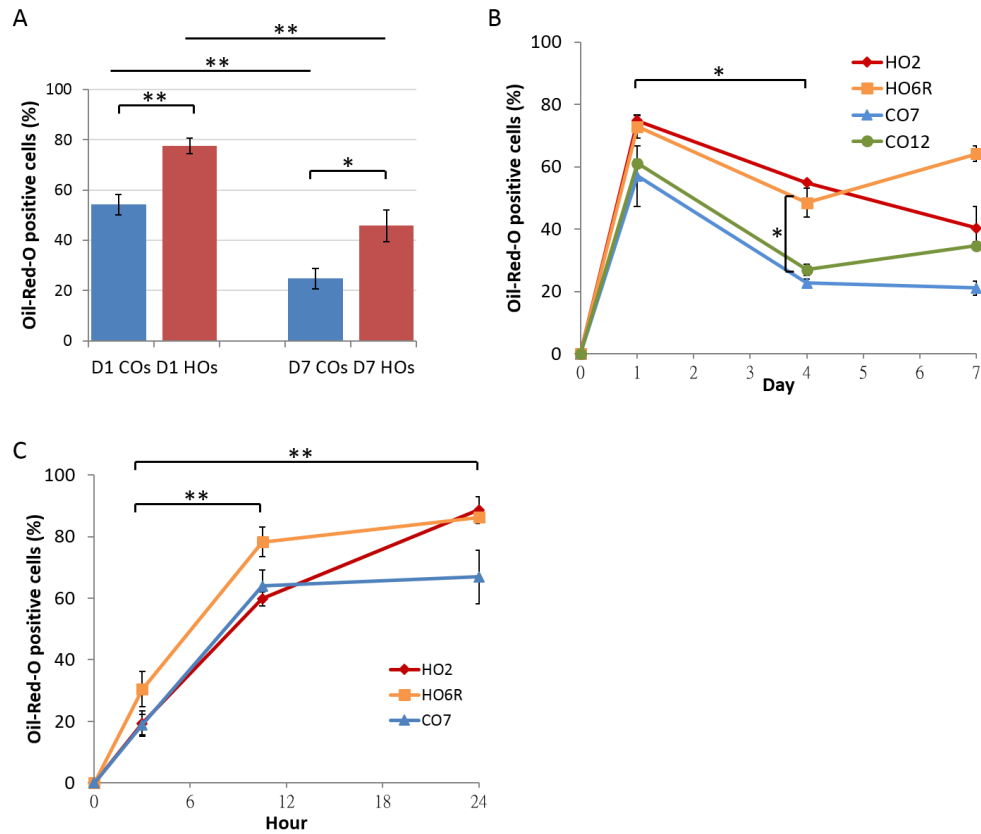 A
**
**
**
*
Oil-Red-O positive cells (%)
100
80
60
40
20
0
D1 COs D1 HOs D7 COs D7 HOs
B
*
*
HO2
HO6R
CO7
CO12
Oil-Red-O positive cells (%)
100
80
60
40
20
0
0 1 2 3 4 5 6 7
Day
C
**
**
Oil-Red-O positive cells (%)
100
80
60
40
20
0
HO2
HO6R
CO7
0 6 12 18 24
Hour